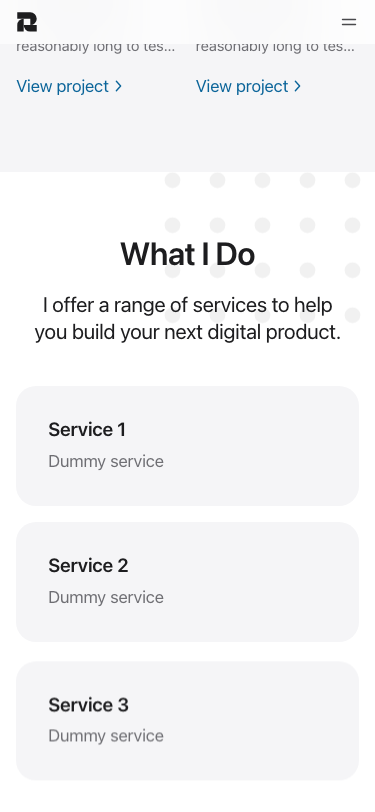 reasonably long to tes...
reasonably long to tes...
View project
View project
What I Do
I offer a range of services to help
you build your next digital product.
Service 1
Dummy service
Service 2
Dummy service
Service 3
Dummy service